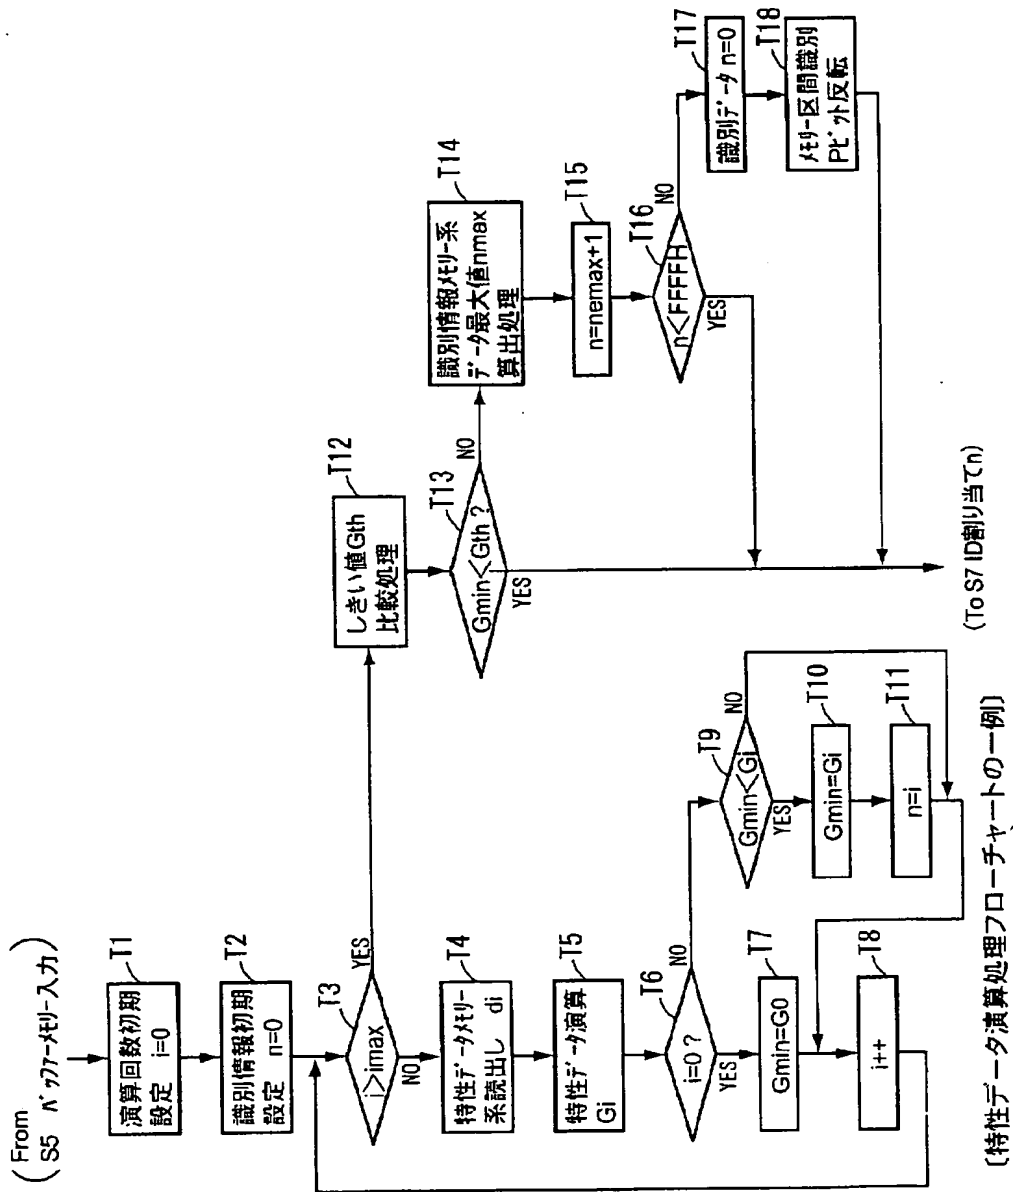 From
S5 バッファーメモリー入力
T1
演算回数初期
設定 i=0
T2
識別情報初期
設定 n=0
T3
i>imax
YES
NO
T4
特性データメモリー
系読出し di
T5
特性データ演算
Gi
T6
i=0 ?
NO
YES
T7
Gmin=G0
T8
i++
T9
Gmin<Gi
NO
YES
T10
Gmin=Gi
T11
n=i
T12
しきい値Gth
比較処理
T13
Gmin<Gth ?
NO
YES
T14
識別情報メモリー系
データ最大値nmax
算出処理
T15
n=nemax+1
T16
n<FFFFH
NO
YES
T17
識別データ n=0
T18
メモリー区間識別
Pビット反転
(To S7 ID割り当てn)
〔特性データ演算処理フローチャートの一例〕